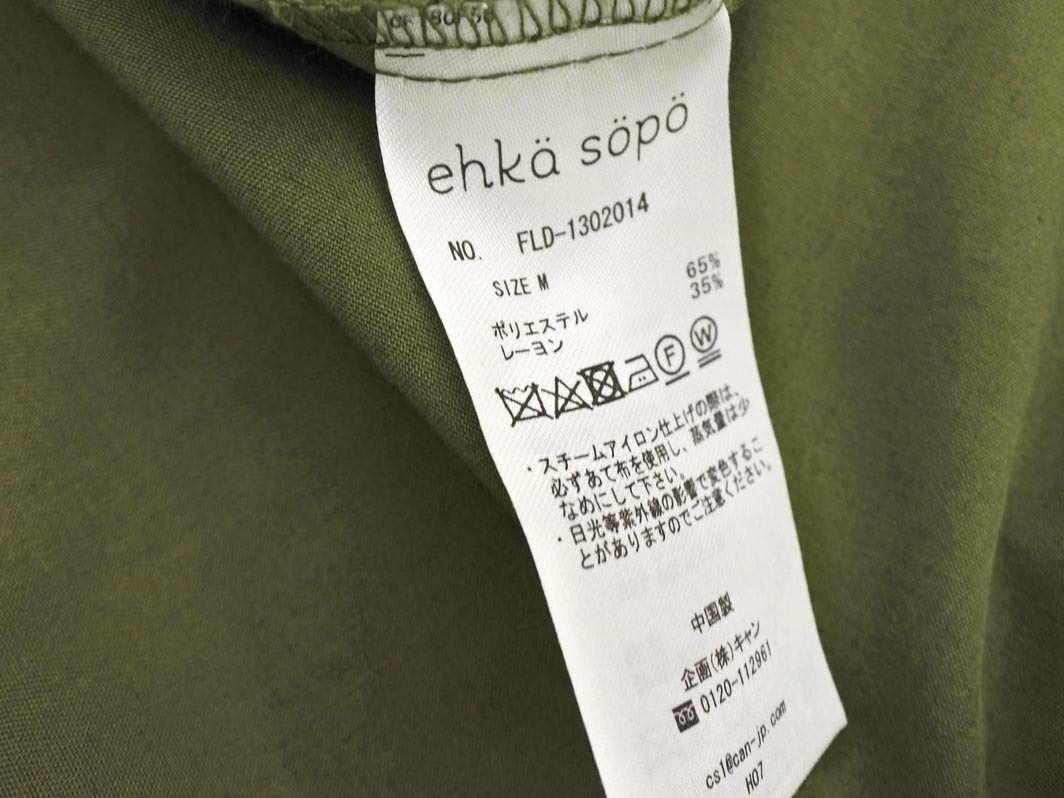 ehkä söpö
NO. FLD-1302014
SIZE M
65%
35%
ポリエステル
レーヨン
F W
・スチームアイロン仕上げの際は、
必ずあて布を使用し、蒸気量は少
なめにして下さい。
・日光等紫外線の影響で変色するこ
とがありますのでご注意ください。
中国製
企画(株)キャン
0120-112961
cs1@can-jp.com
H07